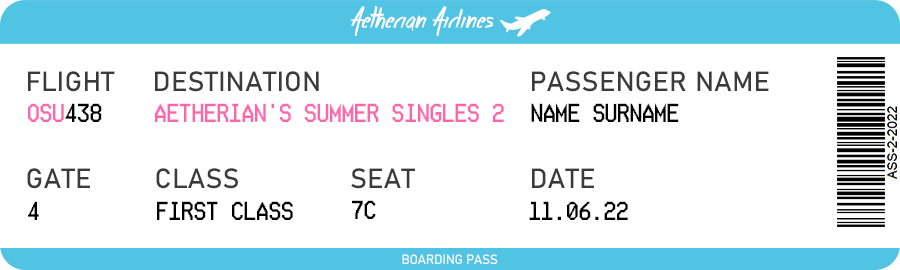 Aetherian Airlines
FLIGHT DESTINATION PASSENGER NAME
OSU438 AETHERIAN'S SUMMER SINGLES 2 NAME SURNAME
GATE CLASS SEAT DATE
4 FIRST CLASS 7C 11.06.22
ASS-2-2022
BOARDING PASS